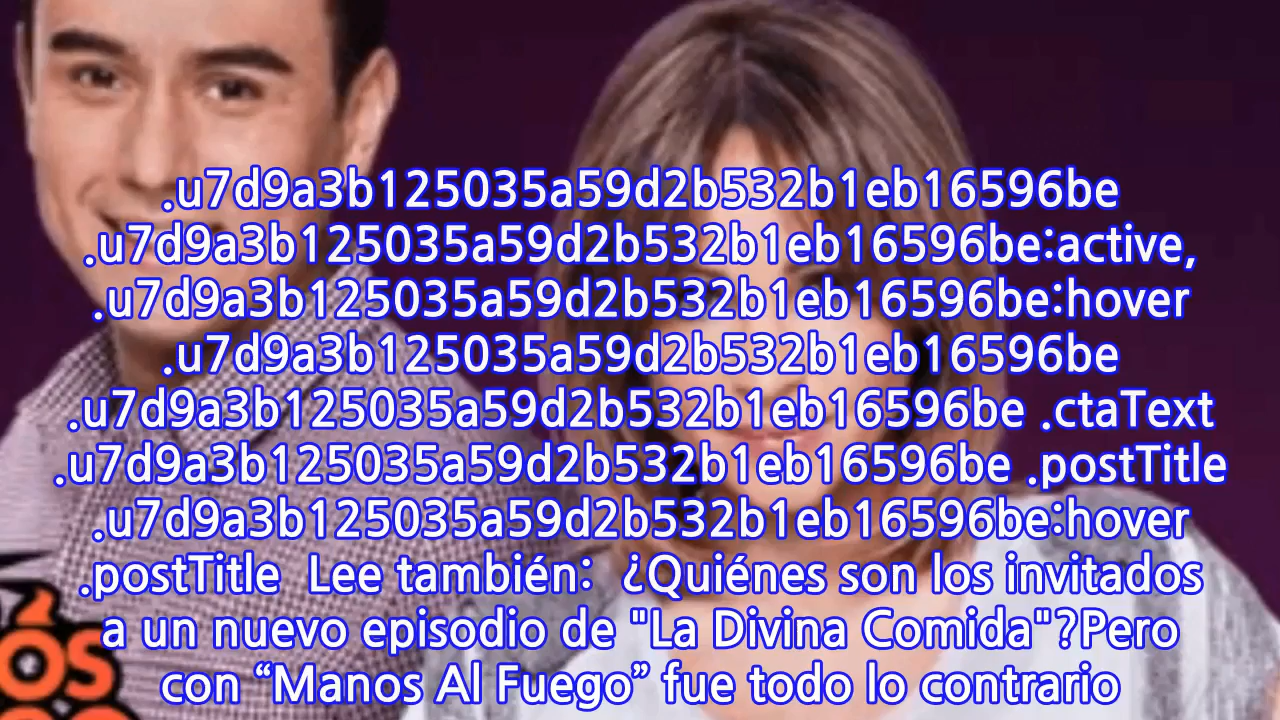 .u7d9a3b125035a59d2b532b1eb16596be
.u7d9a3b125035a59d2b532b1eb16596be:active,
.u7d9a3b125035a59d2b532b1eb16596be:hover
.u7d9a3b125035a59d2b532b1eb16596be
.u7d9a3b125035a59d2b532b1eb16596be .ctaText
.u7d9a3b125035a59d2b532b1eb16596be .postTitle
.u7d9a3b125035a59d2b532b1eb16596be:hover
.postTitle  Lee también:  ¿Quiénes son los invitados
a un nuevo episodio de "La Divina Comida"?Pero
con “Manos Al Fuego” fue todo lo contrario